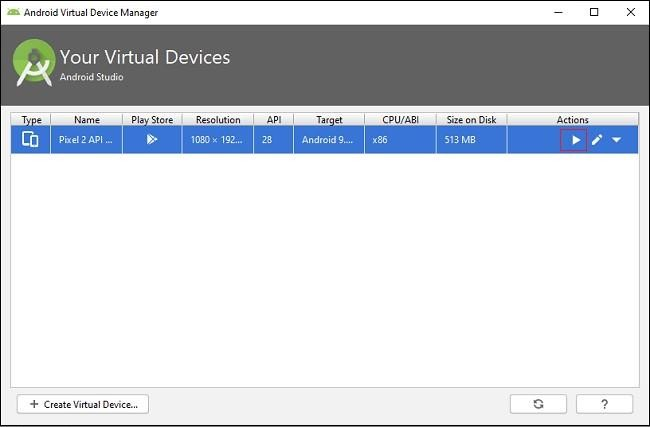 Android Virtual Device Manager
Your Virtual Devices
Android Studio
Type Name Play Store Resolution API Target CPU/ABI Size on Disk Actions
Pixel 2 API ... 1080 × 192... 28 Android 9.... x86 513 MB
+ Create Virtual Device... ?